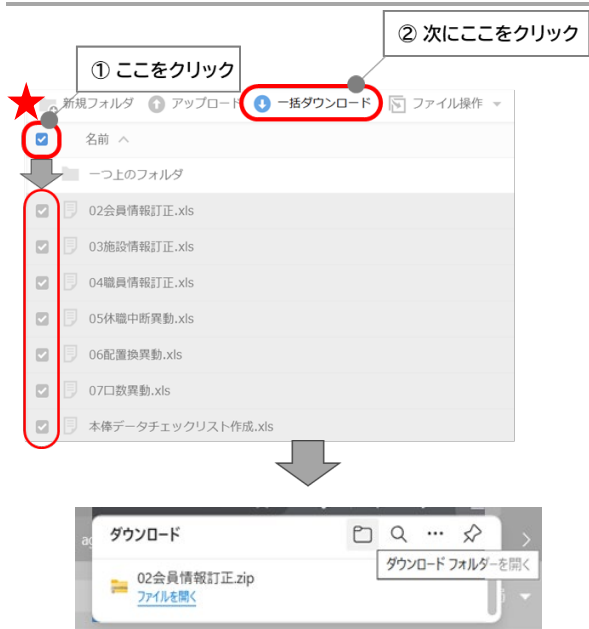 ② 次にここをクリック
① ここをクリック
新規フォルダ アップロード 一括ダウンロード ファイル操作
名前
一つ上のフォルダ
02会員情報訂正.xls
03施設情報訂正.xls
04職員情報訂正.xls
05休職中断異動.xls
06配置換異動.xls
07口数異動.xls
本俸データチェックリスト作成.xls
ダウンロード
ダウンロード フォルダーを開く
02会員情報訂正.zip
ファイルを開く